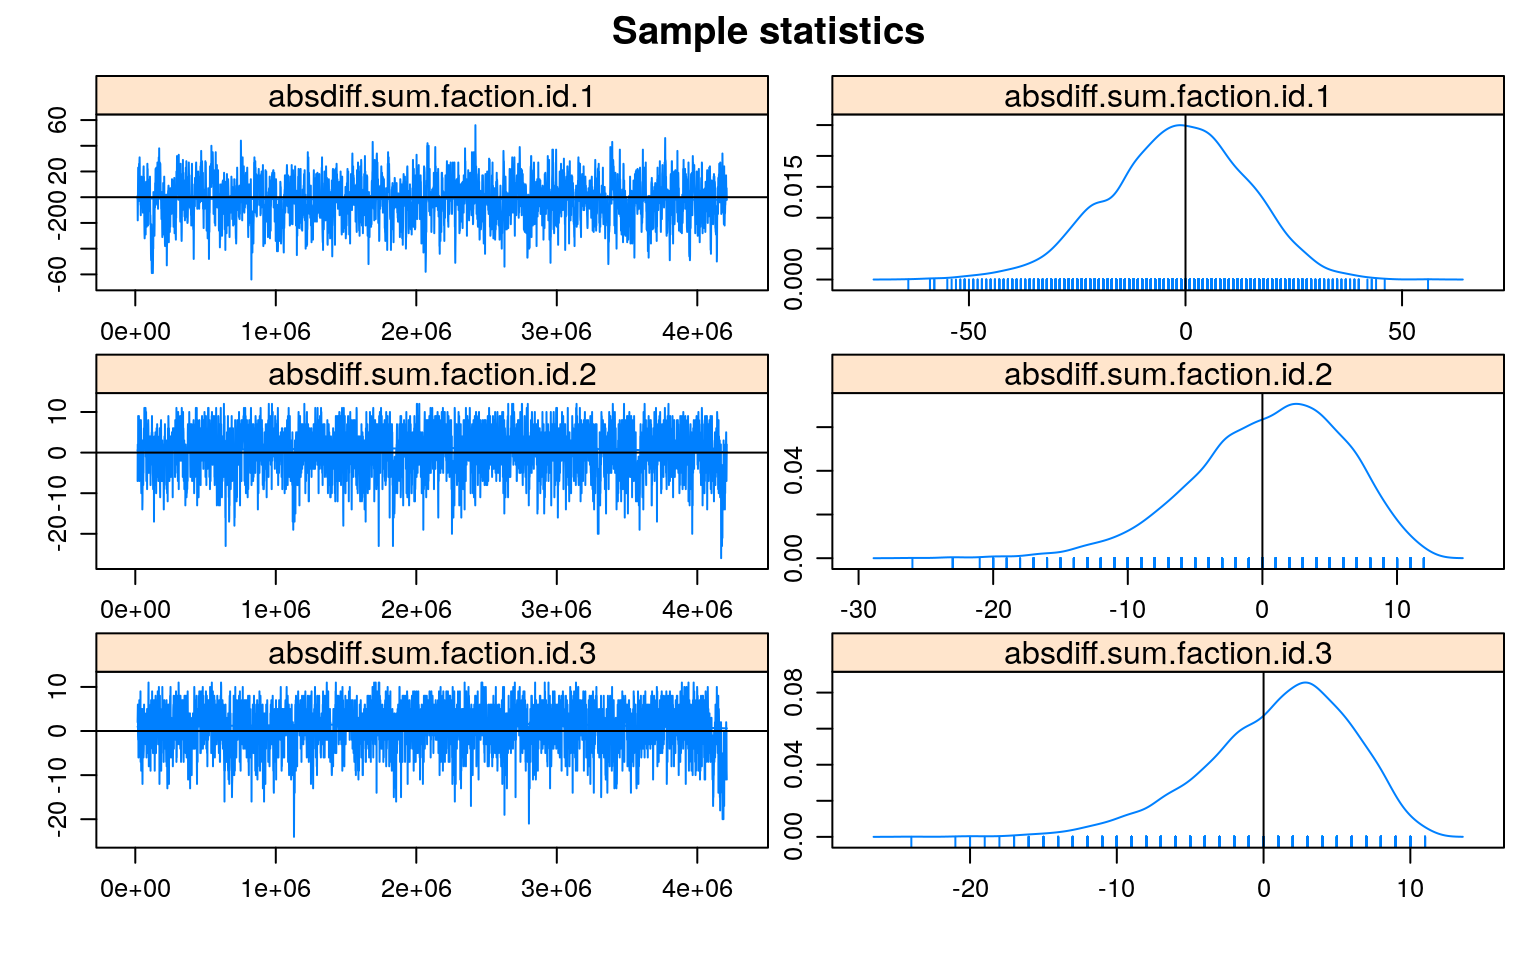 Sample statistics
absdiff.sum.faction.id.1
absdiff.sum.faction.id.1
60
20
0
-20
-60
0e+00 1e+06 2e+06 3e+06 4e+06
0.015
0.000
-50 0 50
absdiff.sum.faction.id.2
absdiff.sum.faction.id.2
10
0
-10
-20
0e+00 1e+06 2e+06 3e+06 4e+06
0.04
0.00
-30 -20 -10 0 10
absdiff.sum.faction.id.3
absdiff.sum.faction.id.3
10
0
-10
-20
0e+00 1e+06 2e+06 3e+06 4e+06
0.08
0.04
0.00
-20 -10 0 10